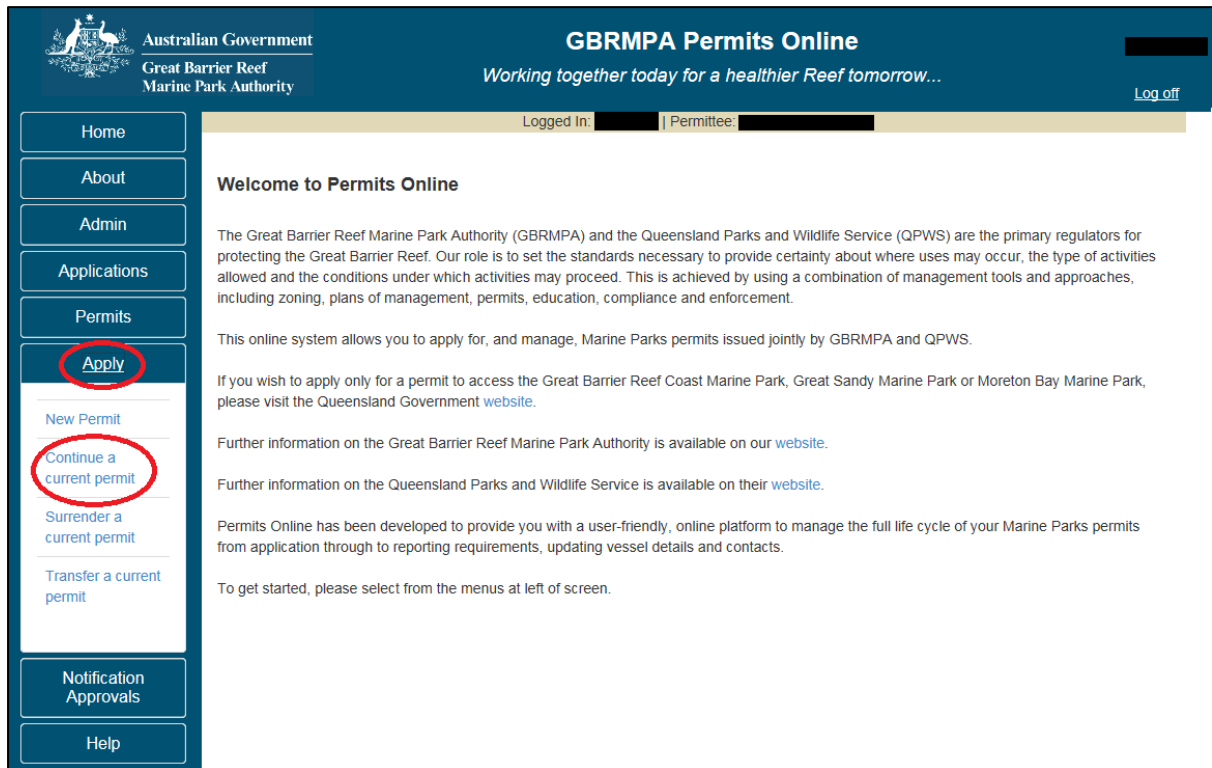 Australian Government
Great Barrier Reef
Marine Park Authority
GBRMPA Permits Online
Working together today for a healthier Reef tomorrow...
Log off
Logged In: | Permittee:
Home
About
Admin
Applications
Permits
Apply
New Permit
Continue a
current permit
Surrender a
current permit
Transfer a current
permit
Notification
Approvals
Help
Welcome to Permits Online
The Great Barrier Reef Marine Park Authority (GBRMPA) and the Queensland Parks and Wildlife Service (QPWS) are the primary regulators for
protecting the Great Barrier Reef. Our role is to set the standards necessary to provide certainty about where uses may occur, the type of activities
allowed and the conditions under which activities may proceed. This is achieved by using a combination of management tools and approaches,
including zoning, plans of management, permits, education, compliance and enforcement.
This online system allows you to apply for, and manage, Marine Parks permits issued jointly by GBRMPA and QPWS.
If you wish to apply only for a permit to access the Great Barrier Reef Coast Marine Park, Great Sandy Marine Park or Moreton Bay Marine Park,
please visit the Queensland Government website.
Further information on the Great Barrier Reef Marine Park Authority is available on our website.
Further information on the Queensland Parks and Wildlife Service is available on their website.
Permits Online has been developed to provide you with a user-friendly, online platform to manage the full life cycle of your Marine Parks permits
from application through to reporting requirements, updating vessel details and contacts.
To get started, please select from the menus at left of screen.